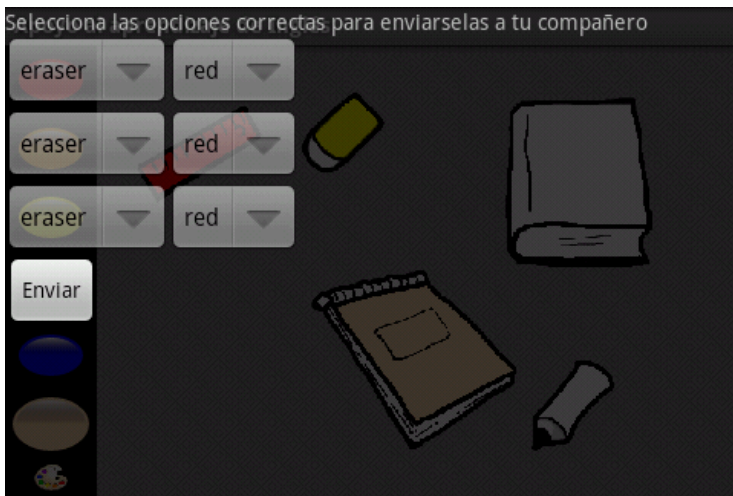 Selecciona las opciones correctas para enviarselas a tu compañero
eraser red
eraser red
eraser red
Enviar